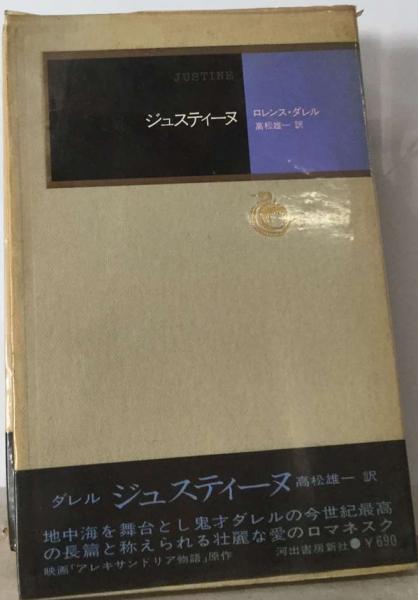 JUSTINE
ジュスティーヌ
ロレンス・ダレル
高松雄一 訳
ダレル ジュスティーヌ 高松雄一 訳
地中海を舞台とし鬼才ダレルの今世紀最高
の長篇と称えられる壮麗な愛のロマネスク
映画「アレキサンドリア物語」原作 河出書房新社●￥690